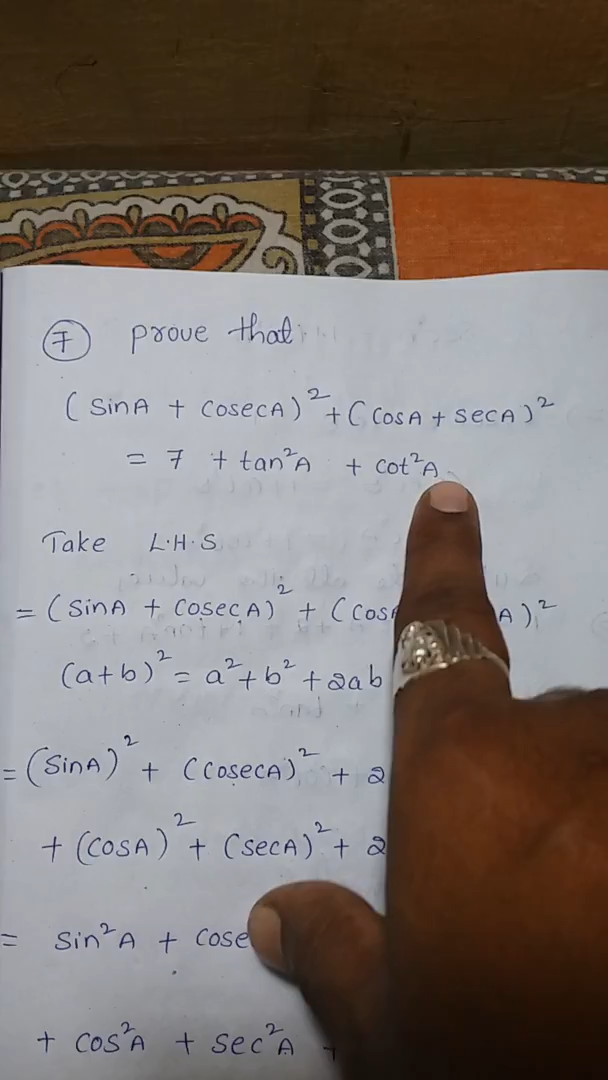 7 prove that
(sinA + cosecA)² + (cosA + secA)²
= 7 + tan²A + cot²A
Take L.H.S
= (sinA + cosecA)² + (cos A)²
(a+b)² = a² + b² + 2ab
= (sinA)² + (cosecA)² + 2
+ (cosA)² + (secA)² + 2
= sin²A + cose
+ cos²A + sec²A